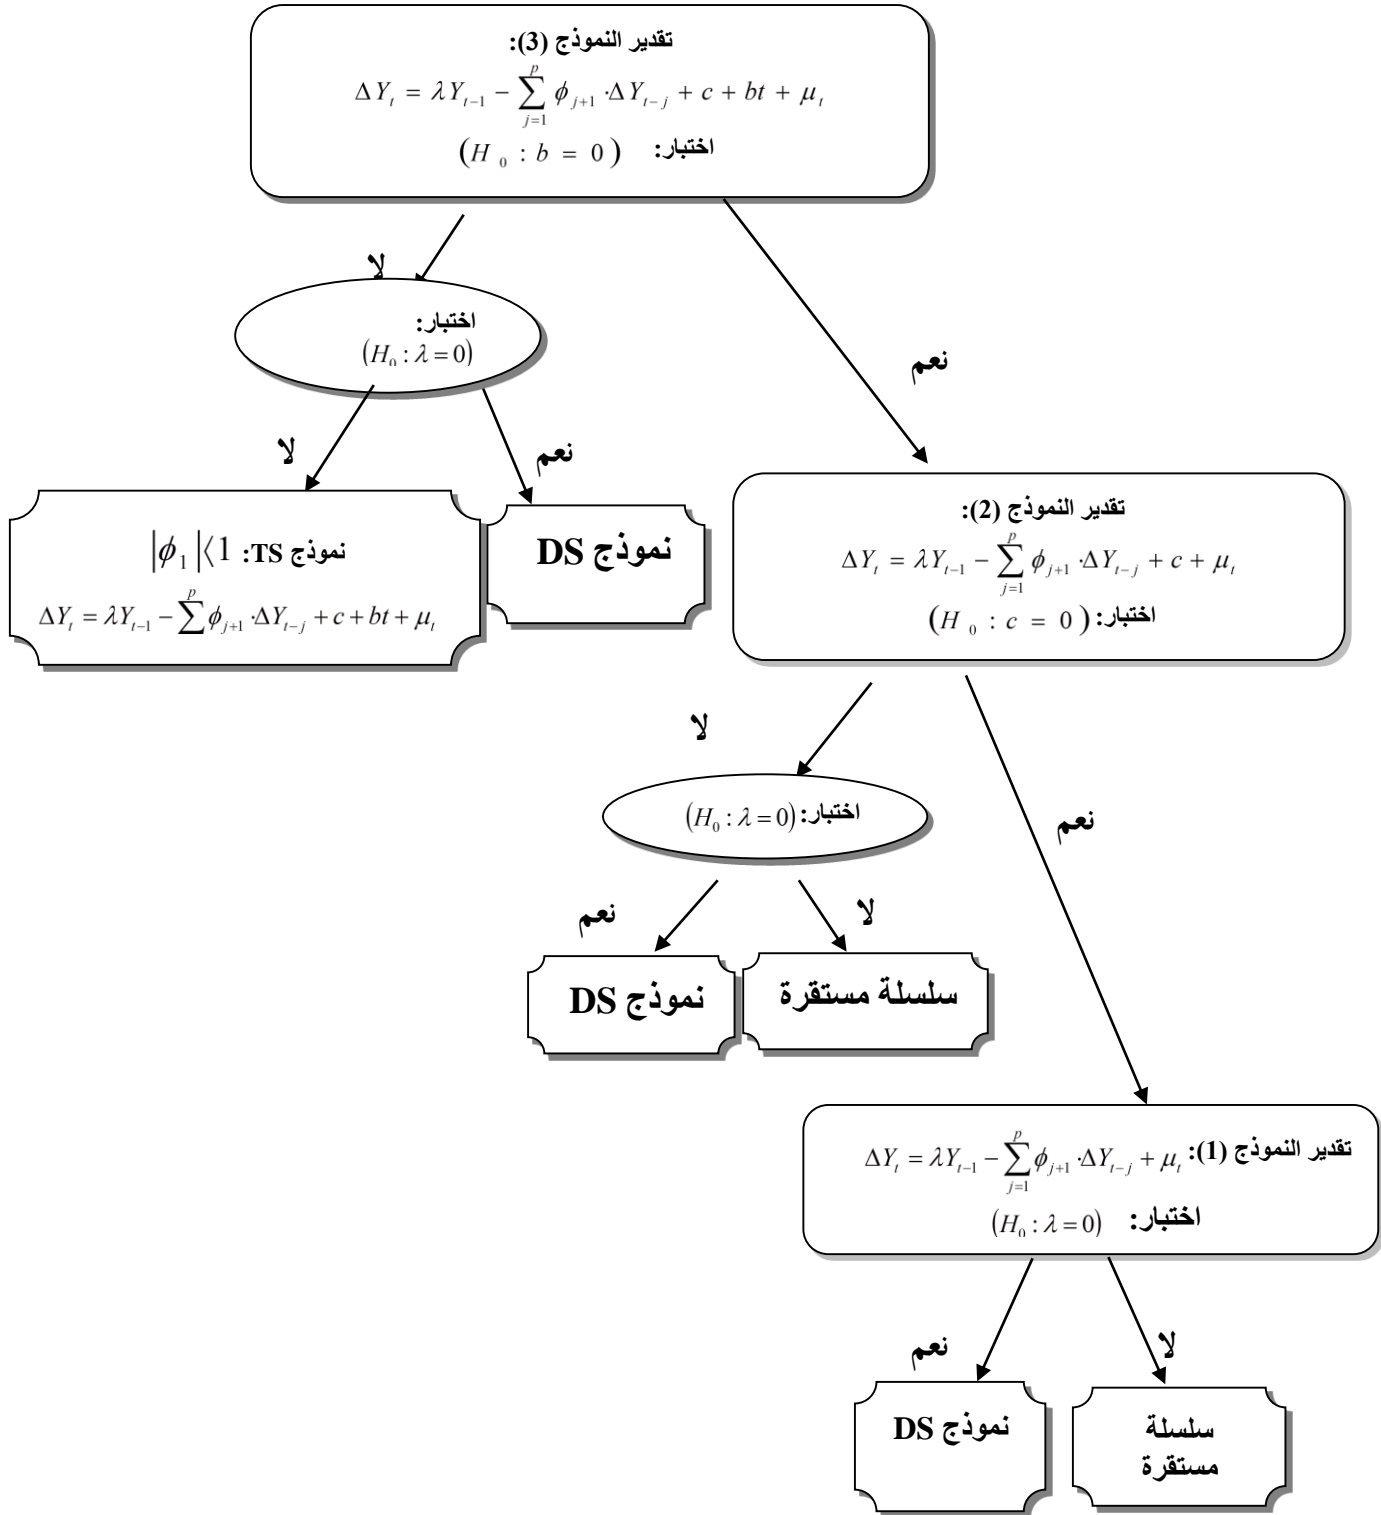 تقدير النموذج (3):
ΔY_t = λY_{t-1} − ∑_{j=1}^{p} ϕ_{j+1} · ΔY_{t-j} + c + bt + μ_t
اختبار: (H_0 : b = 0)
لا
اختبار:
(H_0 : λ = 0)
نعم
لا
نعم
نموذج TS: |ϕ_1|⟨1
ΔY_t = λY_{t-1} − ∑^{p} ϕ_{j+1} · ΔY_{t-j} + c + bt + μ_t
نموذج DS
تقدير النموذج (2):
ΔY_t = λY_{t-1} − ∑_{j=1}^{p} ϕ_{j+1} · ΔY_{t-j} + c + μ_t
اختبار: (H_0 : c = 0)
لا
اختبار: (H_0 : λ = 0)
نعم
نعم
لا
نموذج DS
سلسلة مستقرة
تقدير النموذج (1): ΔY_t = λY_{t-1} − ∑_{j=1}^{p} ϕ_{j+1} · ΔY_{t-j} + μ_t
اختبار: (H_0 : λ = 0)
نعم
لا
نموذج DS
سلسلة
مستقرة